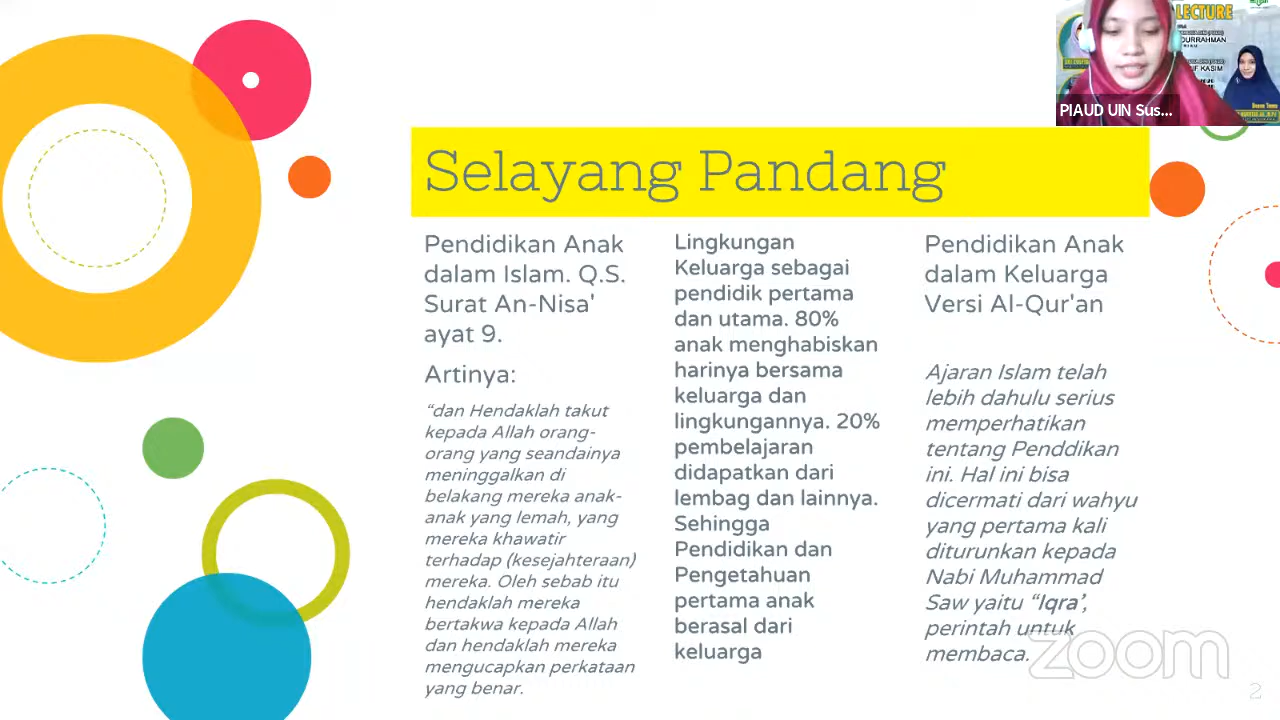 LECTURE
DURRAHMAN
F KASIM
PIAUD UIN Sus...
Selayang Pandang
Pendidikan Anak
dalam Islam. Q.S.
Surat An-Nisa'
ayat 9.
Artinya:
“dan Hendaklah takut
kepada Allah orang-
orang yang seandainya
meninggalkan di
belakang mereka anak-
anak yang lemah, yang
mereka khawatir
terhadap (kesejahteraan)
mereka. Oleh sebab itu
hendaklah mereka
bertakwa kepada Allah
dan hendaklah mereka
mengucapkan perkataan
yang benar.
Lingkungan
Keluarga sebagai
pendidik pertama
dan utama. 80%
anak menghabiskan
harinya bersama
keluarga dan
lingkungannya. 20%
pembelajaran
didapatkan dari
lembag dan lainnya.
Sehingga
Pendidikan dan
Pengetahuan
pertama anak
berasal dari
keluarga
Pendidikan Anak
dalam Keluarga
Versi Al-Qur'an
Ajaran Islam telah
lebih dahulu serius
memperhatikan
tentang Penddikan
ini. Hal ini bisa
dicermati dari wahyu
yang pertama kali
diturunkan kepada
Nabi Muhammad
Saw yaitu “Iqra’,
perintah untuk
membaca.
zoom
2